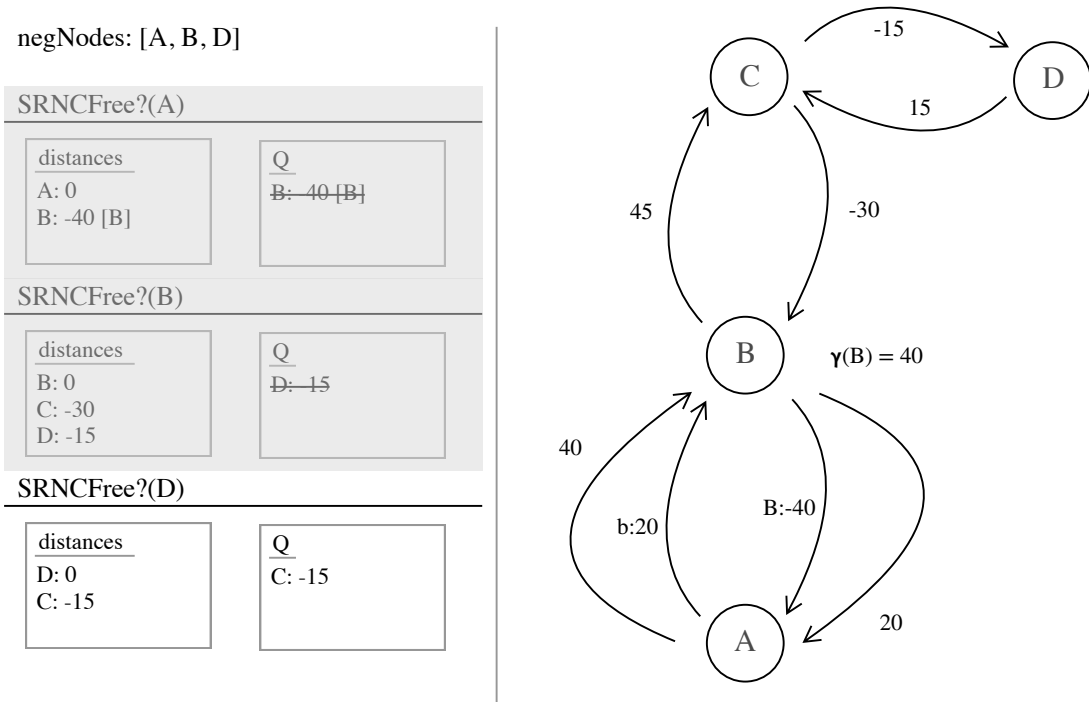 negNodes: [A, B, D]
SRNCFree?(A)
distances
A: 0
B: -40 [B]
Q
B: -40 [B]
SRNCFree?(B)
distances
B: 0
C: -30
D: -15
Q
D: -15
SRNCFree?(D)
distances
D: 0
C: -15
Q
C: -15
-15
C
D
15
45
-30
B
γ(B) = 40
40
b:20
B:-40
20
A